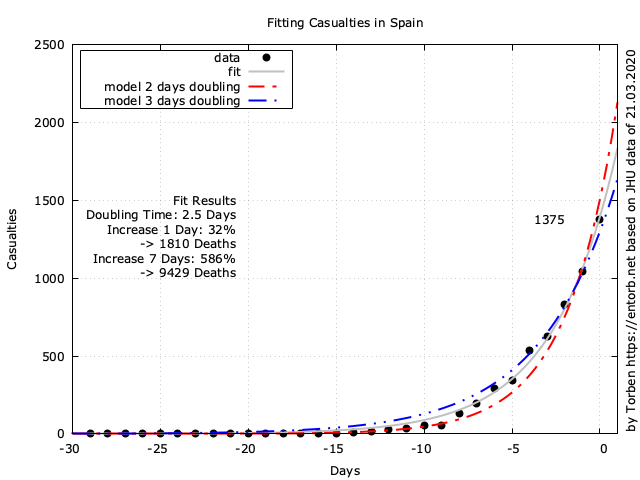 Fitting Casualties in Spain
2500
2000
1500
1000
500
0
Casualties
data
fit
model 2 days doubling
model 3 days doubling
Fit Results
Doubling Time: 2.5 Days
Increase 1 Day: 32%
-> 1810 Deaths
Increase 7 Days: 586%
-> 9429 Deaths
1375
-30 -25 -20 -15 -10 -5 0
Days
by Torben https://entorb.net based on JHU data of 21.03.2020